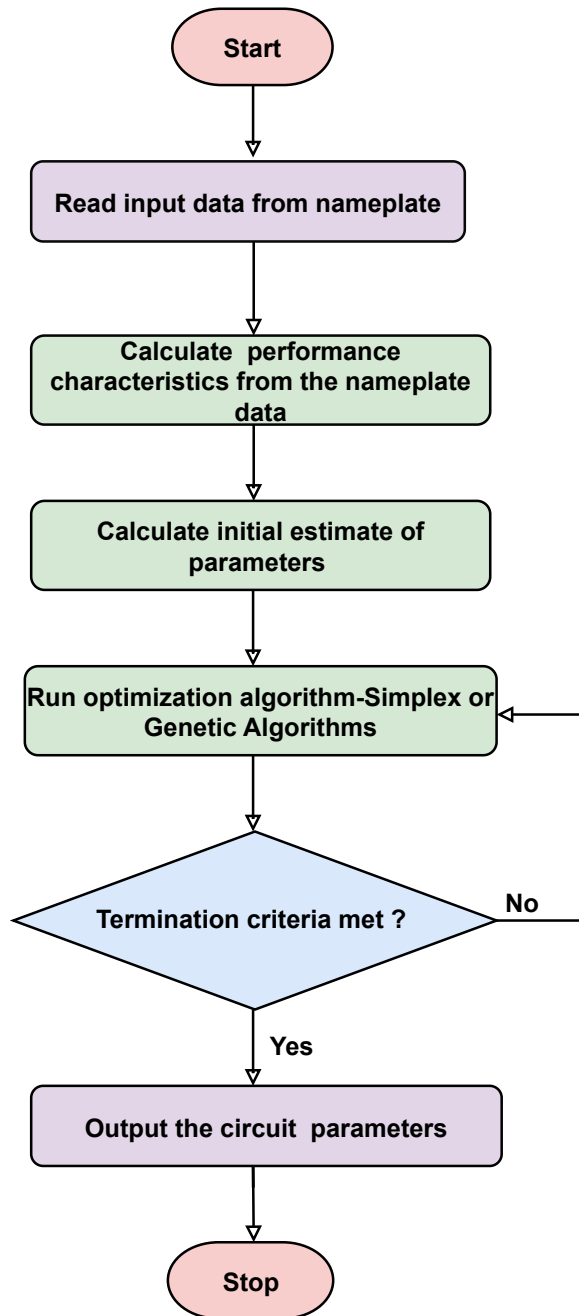 Start
Read input data from nameplate
Calculate  performance
characteristics from the nameplate
data
Calculate initial estimate of
parameters
Run optimization algorithm-Simplex or
Genetic Algorithms
Termination criteria met ?
No
Yes
Output the circuit  parameters
Stop